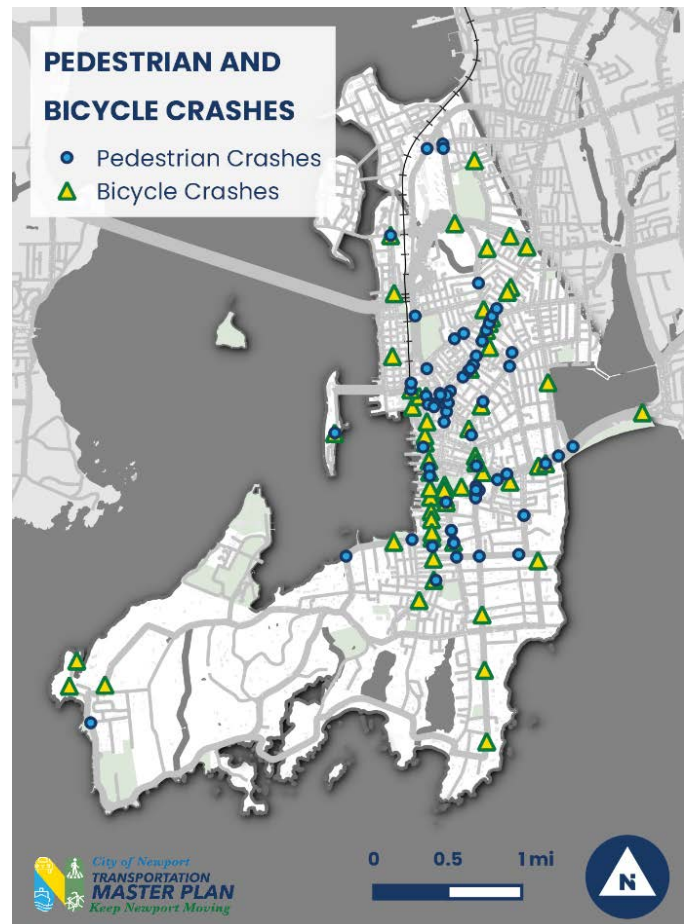 PEDESTRIAN AND
BICYCLE CRASHES
Pedestrian Crashes
Bicycle Crashes
City of Newport
TRANSPORTATION
MASTER PLAN
Keep Newport Moving
0 0.5 1 mi
N